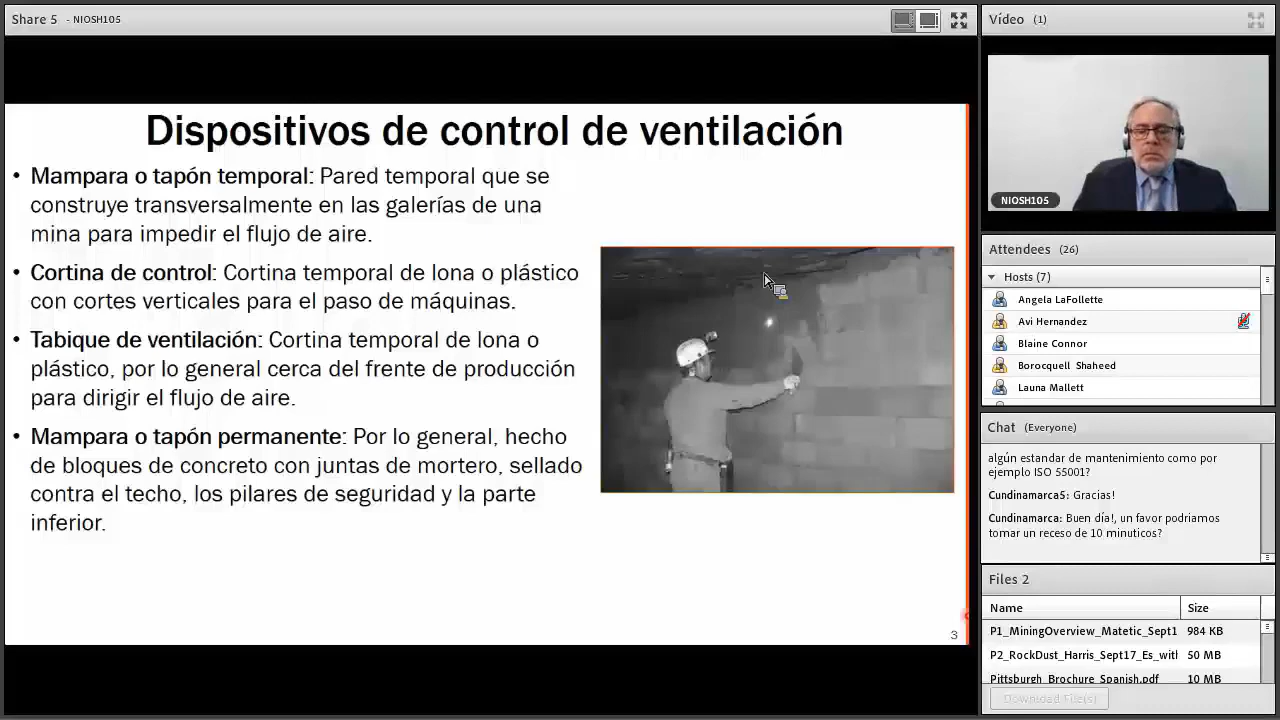 Share 5 - NIOSH105
Dispositivos de control de ventilación
• Mampara o tapón temporal: Pared temporal que se
construye transversalmente en las galerías de una
mina para impedir el flujo de aire.
• Cortina de control: Cortina temporal de lona o plástico
con cortes verticales para el paso de máquinas.
• Tabique de ventilación: Cortina temporal de lona o
plástico, por lo general cerca del frente de producción
para dirigir el flujo de aire.
• Mampara o tapón permanente: Por lo general, hecho
de bloques de concreto con juntas de mortero, sellado
contra el techo, los pilares de seguridad y la parte
inferior.
3
Vídeo (1)
NIOSH105
Attendees (26)
Hosts (7)
Angela LaFollette
Avi Hernandez
Blaine Connor
Borocquell Shaheed
Launa Mallett
Chat (Everyone)
algún estandar de mantenimiento como por
ejemplo ISO 55001?
Cundinamarca5: Gracias!
Cundinamarca: Buen día!, un favor podriamos
tomar un receso de 10 minuticos?
Files 2
Name Size
P1_MiningOverview_Matetic_Sept1 984 KB
P2_RockDust_Harris_Sept17_Es_with 50 MB
Pittsburgh_Brochure_Spanish.pdf 10 MB
Download File(s)